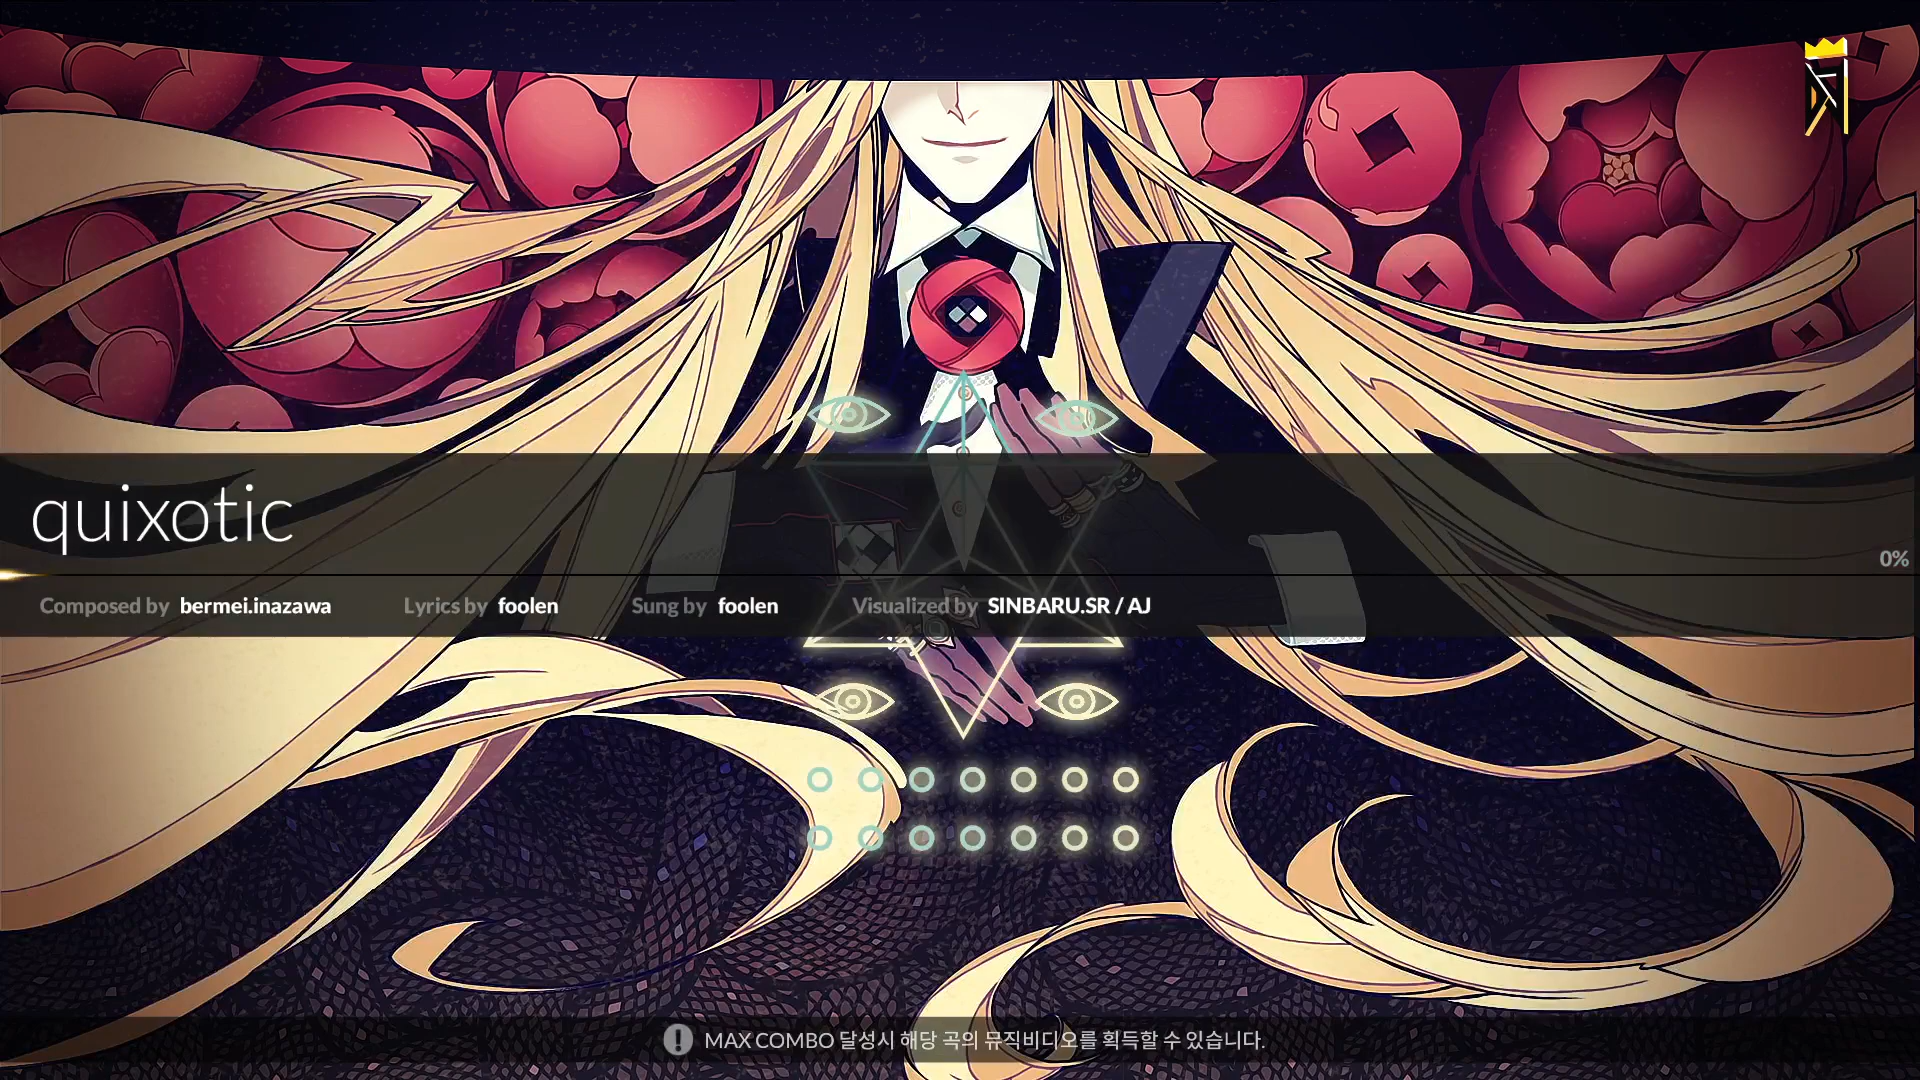 quixotic
0%
Composed by bermei.inazawa Lyrics by foolen Sung by foolen Visualized by SINBARU.SR / AJ
MAX COMBO 달성시 해당 곡의 뮤직비디오를 획득할 수 있습니다.